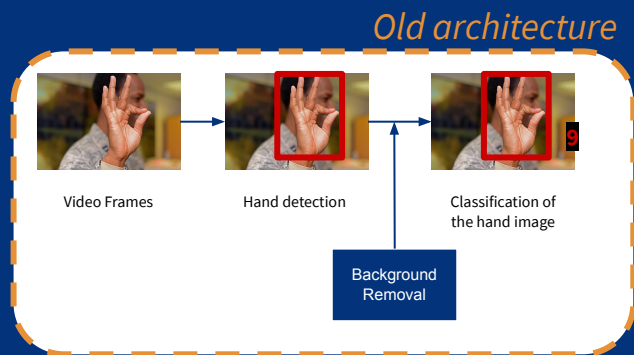 Old architecture
9
Video Frames
Hand detection
Classification of
the hand image
Background
Removal